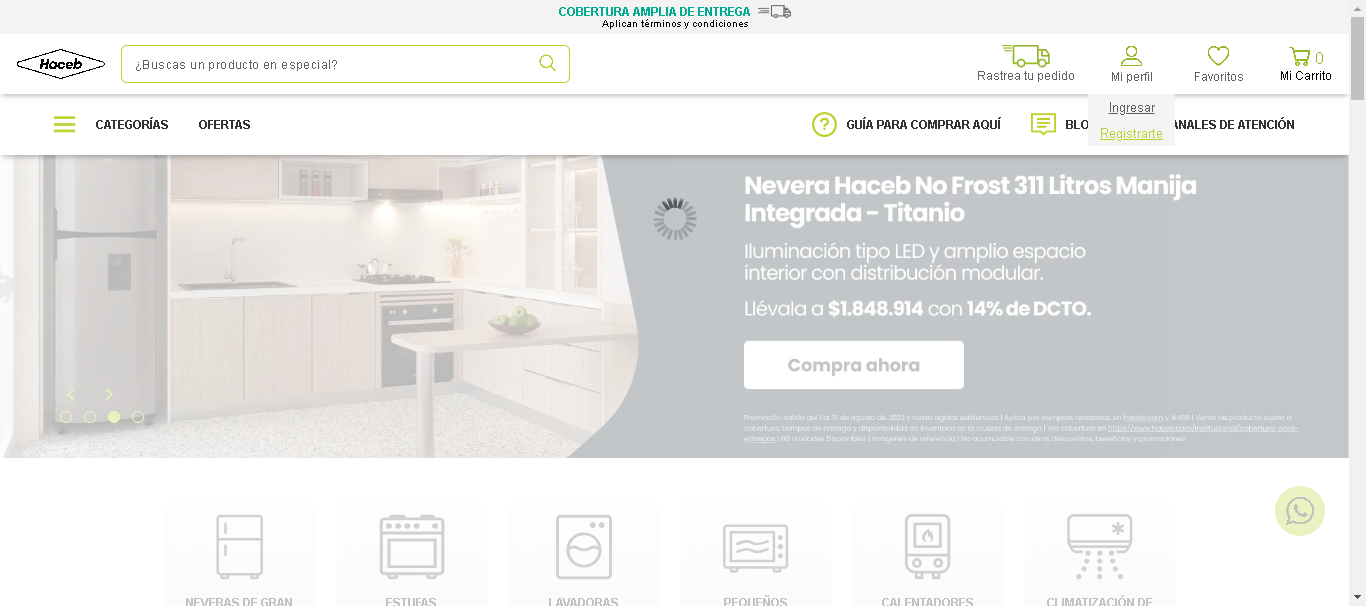 COBERTURA AMPLIA DE ENTREGA
Aplican términos y condiciones
Haceb
¿Buscas un producto en especial?
Rastrea tu pedido
Mi perfil
Favoritos
0
Mi Carrito
Ingresar
Registrarte
CATEGORÍAS
OFERTAS
GUÍA PARA COMPRAR AQUÍ
BLO
ANALES DE ATENCIÓN
Nevera Haceb No Frost 311 Litros Manija
Integrada - Titanio
Iluminación tipo LED y amplio espacio
interior con distribución modular.
Llévala a $1.848.914 con 14% de DCTO.
Compra ahora
Promoción válida del 1 al 31 de agosto de 2023 y hasta agotar existencias | Aplica por compras realizadas en haceb.com y #466 | Venta de producto sujeto a
cobertura, tiempos de entrega y disponibilidad de inventario en la ciudad de entrega | Ver cobertura en https://www.haceb.com/institucional/cobertura-para-
entregas | 60 Unidades Disponibles | Imágenes de referencia | No acumulable con otros descuentos, beneficios y promociones.
NEVERAS DE GRAN
ESTUFAS
LAVADORAS
PEQUEÑOS
CALENTADORES
CLIMATIZACIÓN DE